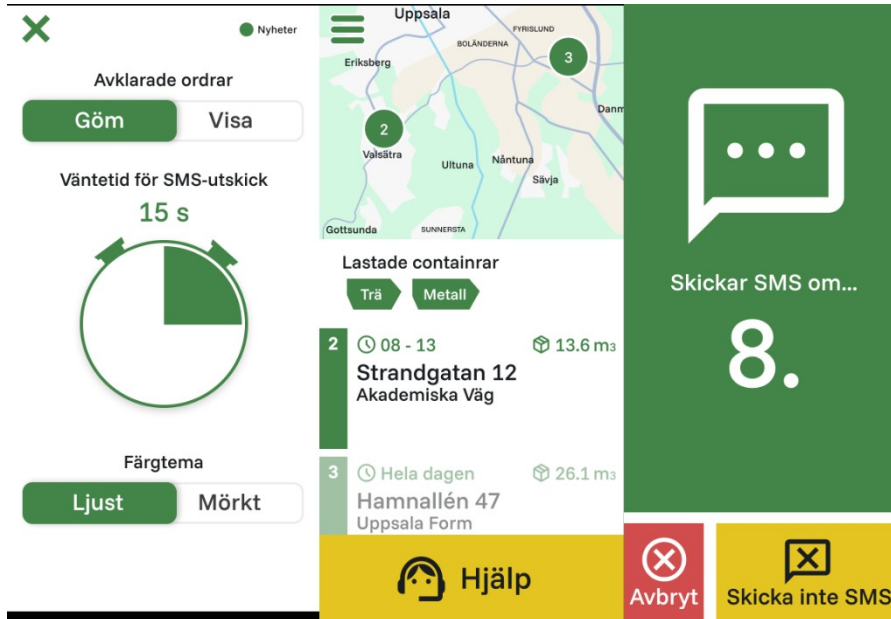 Nyheter
Avklarade ordrar
Göm Visa
Väntetid för SMS-utskick
15 s
Färgtema
Ljust Mörkt
Uppsala
FYRISLUND
BOLÄNDERNA
3
Eriksberg
Danm
2
Valsätra
Ultuna
Nåntuna
Sävja
Gottsunda
SUNNERSTA
Lastade containrar
Trä Metall
2 08 - 13 13.6 m3
Strandgatan 12
Akademiska Väg
3 Hela dagen 26.1 m3
Hamnallén 47
Uppsala Form
Hjälp
Skickar SMS om...
8.
Avbryt
Skicka inte SMS